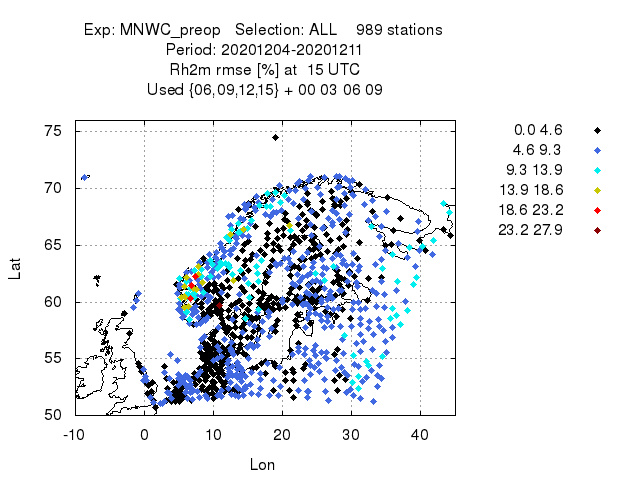 Exp: MNWC_preop   Selection: ALL    989 stations
Period: 20201204-20201211
Rh2m rmse [%] at  15 UTC
Used {06,09,12,15} + 00 03 06 09
75
70
65
60
55
50
-10 0 10 20 30 40
Lat
Lon
0.0 4.6
4.6 9.3
9.3 13.9
13.9 18.6
18.6 23.2
23.2 27.9